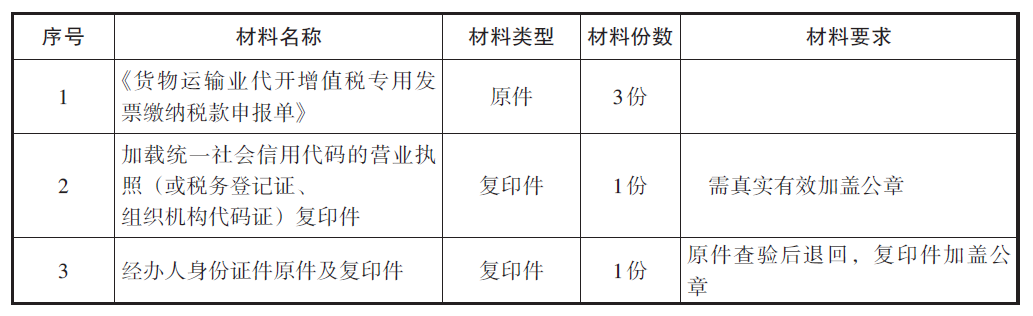 序号 材料名称 材料类型 材料份数 材料要求
1 《货物运输业代开增值税专用发 原件 3份
票缴纳税款申报单》
加载统一社会信用代码的营业执
2 照（或税务登记证、 复印件 1份 需真实有效加盖公章
组织机构代码证）复印件
3 经办人身份证件原件及复印件 复印件 1份 原件查验后退回，复印件加盖公
章